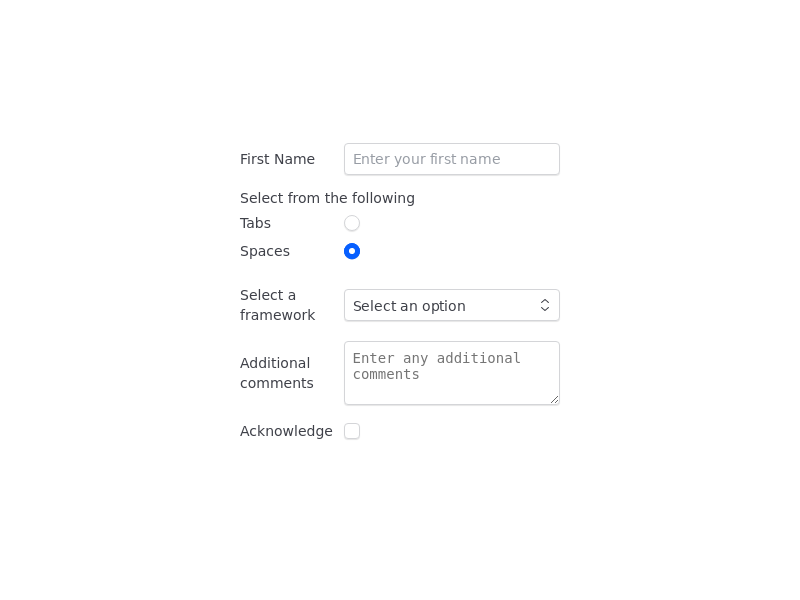 First Name
Enter your first name
Select from the following
Tabs
Spaces
Select a
framework
Select an option
Additional
comments
Enter any additional
comments
Acknowledge